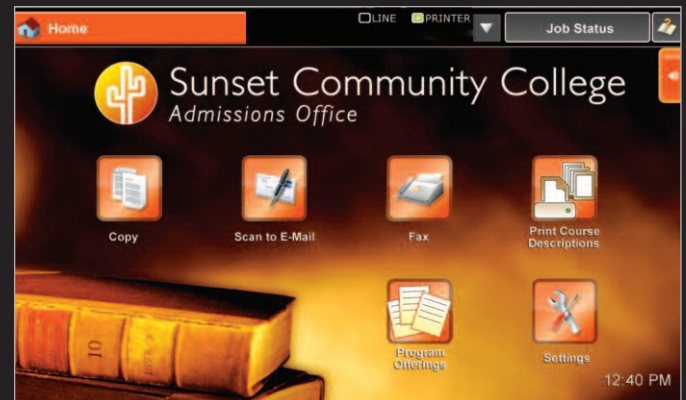 Home
LINE PRINTER
Job Status
Sunset Community College
Admissions Office
Copy
Scan to E-Mail
Fax
Print Course
Descriptions
10
Program
Offerings
Settings
12:40 PM